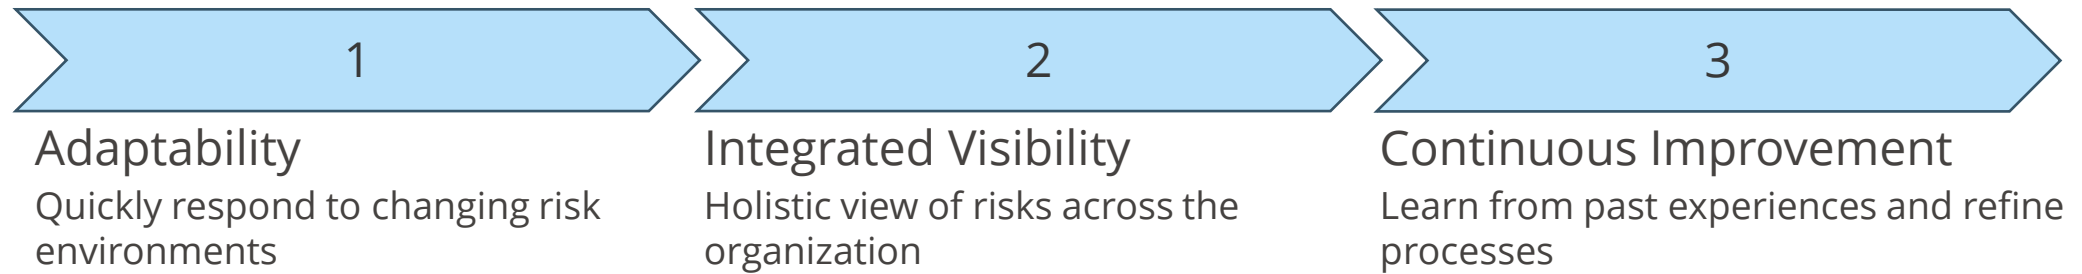 1
Adaptability
Quickly respond to changing risk
environments
2
Integrated Visibility
Holistic view of risks across the
organization
3
Continuous Improvement
Learn from past experiences and refine
processes